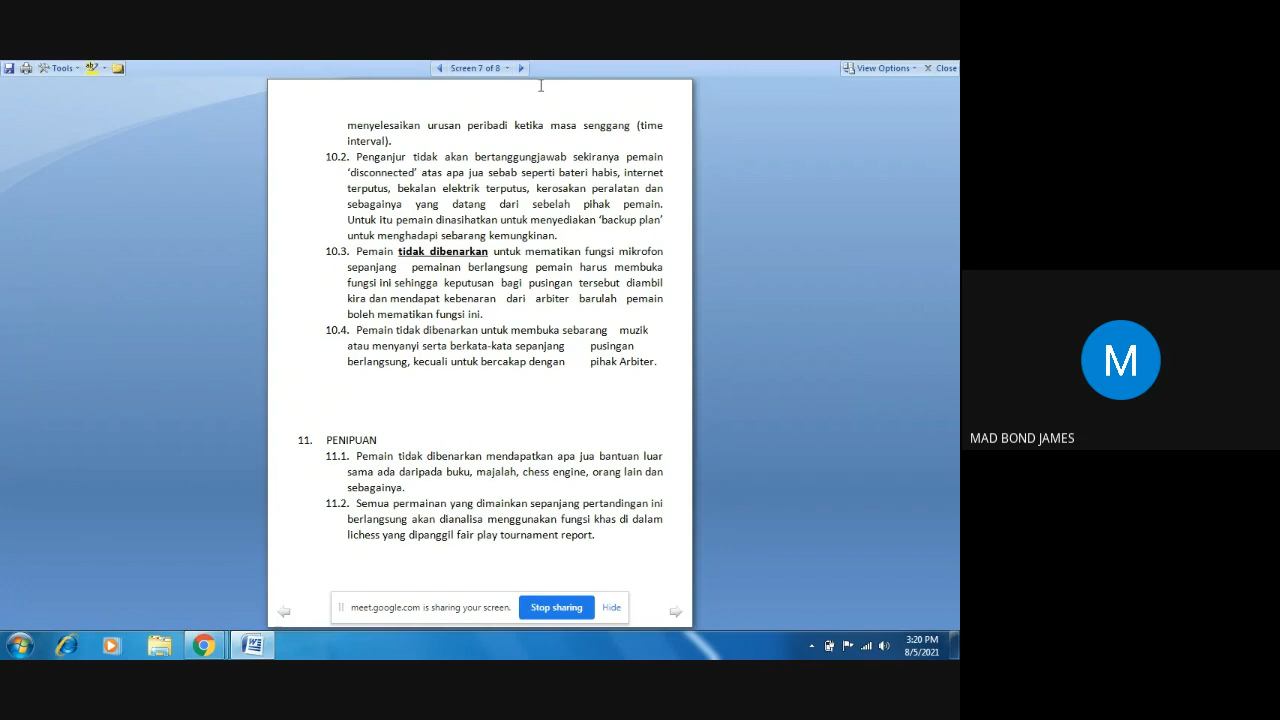 Tools
Screen 7 of 8
View Options
Close
menyelesaikan urusan peribadi ketika masa senggang (time
interval).
10.2. Penganjur tidak akan bertanggungjawab sekiranya pemain
‘disconnected’ atas apa jua sebab seperti bateri habis, internet
terputus, bekalan elektrik terputus, kerosakan peralatan dan
sebagainya yang datang dari sebelah pihak pemain.
Untuk itu pemain dinasihatkan untuk menyediakan ‘backup plan’
untuk menghadapi sebarang kemungkinan.
10.3. Pemain tidak dibenarkan untuk mematikan fungsi mikrofon
sepanjang pemainan berlangsung pemain harus membuka
fungsi ini sehingga keputusan bagi pusingan tersebut diambil
kira dan mendapat kebenaran dari arbiter barulah pemain
boleh mematikan fungsi ini.
10.4. Pemain tidak dibenarkan untuk membuka sebarang muzik
atau menyanyi serta berkata-kata sepanjang pusingan
berlangsung, kecuali untuk bercakap dengan pihak Arbiter.
11. PENIPUAN
11.1. Pemain tidak dibenarkan mendapatkan apa jua bantuan luar
sama ada daripada buku, majalah, chess engine, orang lain dan
sebagainya.
11.2. Semua permainan yang dimainkan sepanjang pertandingan ini
berlangsung akan dianalisa menggunakan fungsi khas di dalam
lichess yang dipanggil fair play tournament report.
meet.google.com is sharing your screen.
Stop sharing
Hide
3:20 PM
8/5/2021
M
MAD BOND JAMES